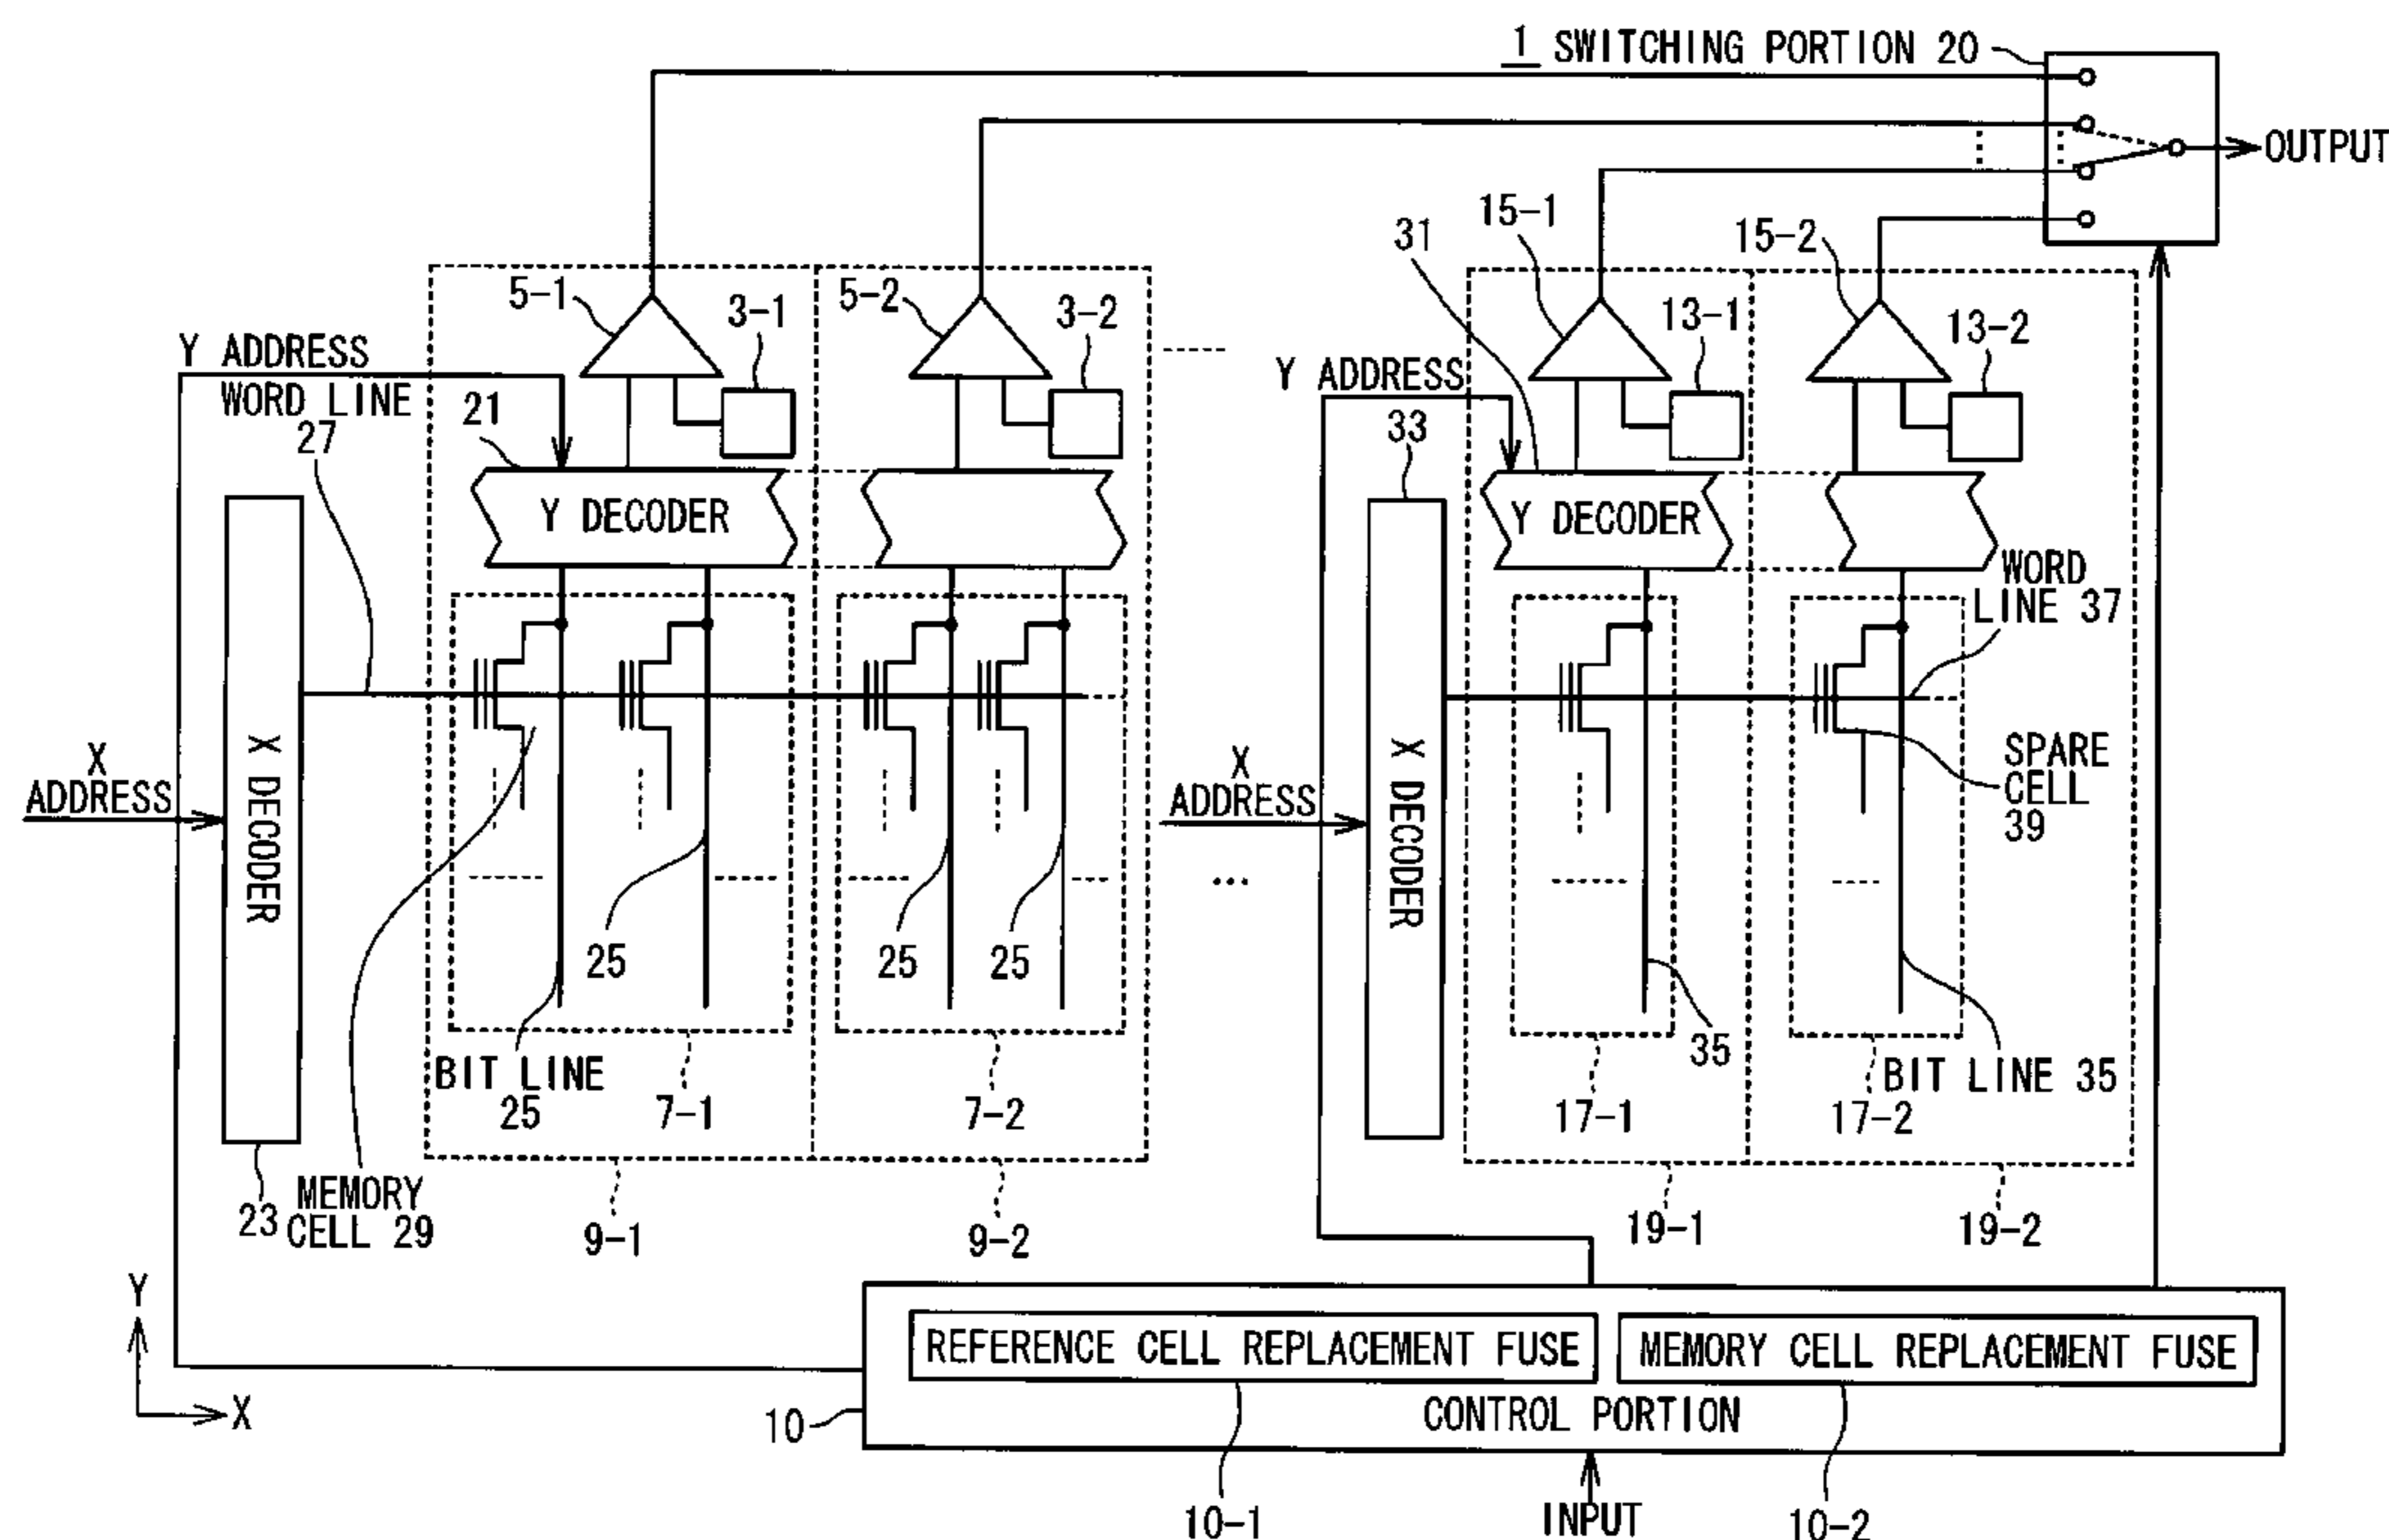 1 SWITCHING PORTION 20
OUTPUT
5-1
3-1
5-2
3-2
15-1
31
15-2
13-1
13-2
Y ADDRESS
WORD LINE
27
21
Y ADDRESS
33
Y DECODER
Y DECODER
WORD
LINE 37
X
ADDRESS
X DECODER
X
ADDRESS
X DECODER
SPARE
CELL
39
25
25
25
35
BIT LINE
25
7-1
7-2
17-1
17-2
BIT LINE 35
23
MEMORY
CELL 29
9-1
9-2
19-1
19-2
Y
X
REFERENCE CELL REPLACEMENT FUSE
MEMORY CELL REPLACEMENT FUSE
10
CONTROL PORTION
10-1
INPUT
10-2